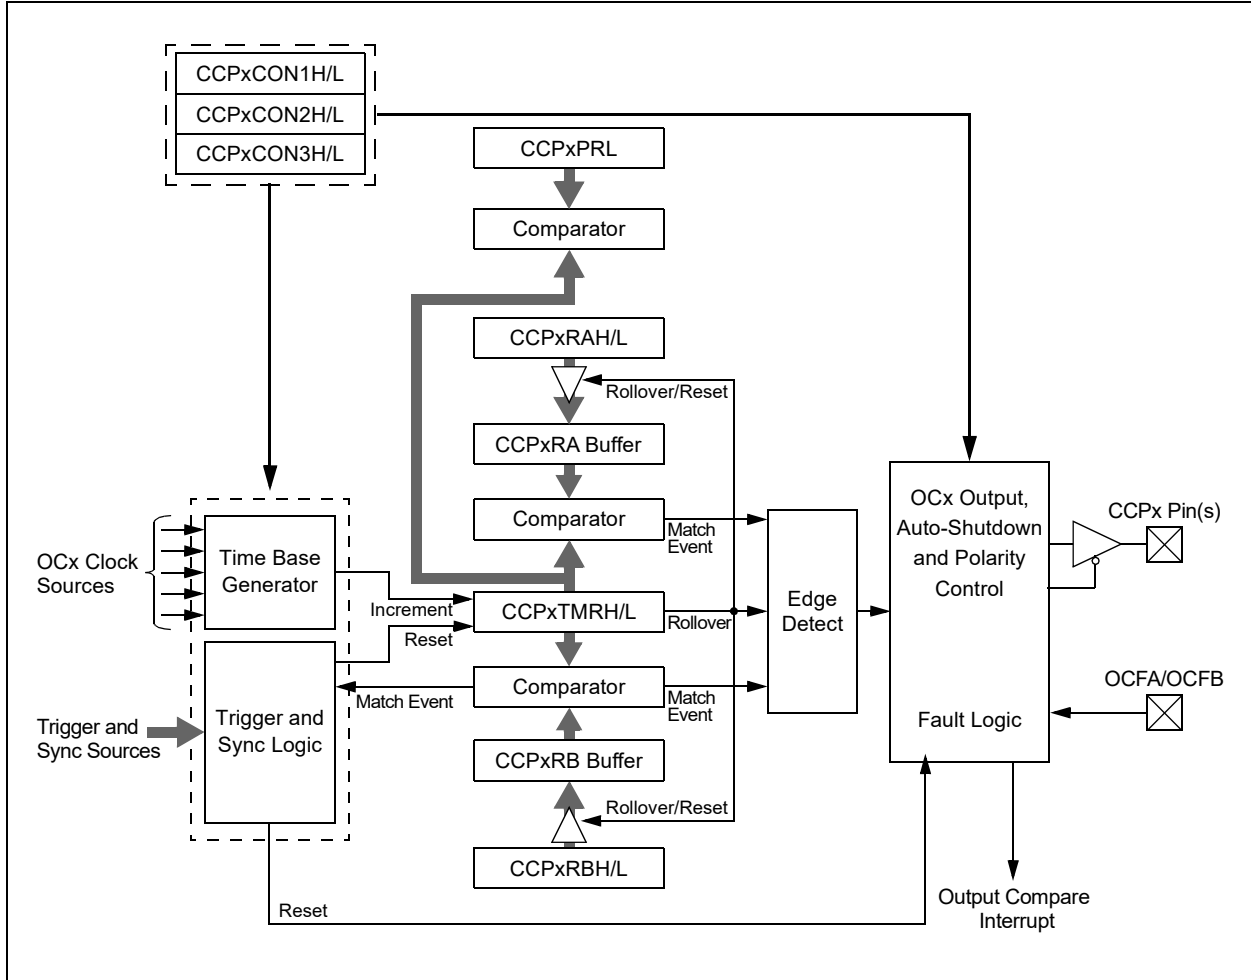 CCPxCON1H/L
CCPxCON2H/L
CCPxCON3H/L
CCPxPRL
Comparator
CCPxRAH/L
Rollover/Reset
CCPxRA Buffer
Comparator
Match
Event
OCx Clock
Sources
Time Base
Generator
Increment
Reset
CCPxTMRH/L
Rollover
Edge
Detect
OCx Output,
Auto-Shutdown
and Polarity
Control
CCPx Pin(s)
Trigger and
Sync Sources
Trigger and
Sync Logic
Match Event
Comparator
Match
Event
Fault Logic
OCFA/OCFB
CCPxRB Buffer
Rollover/Reset
CCPxRBH/L
Reset
Output Compare
Interrupt